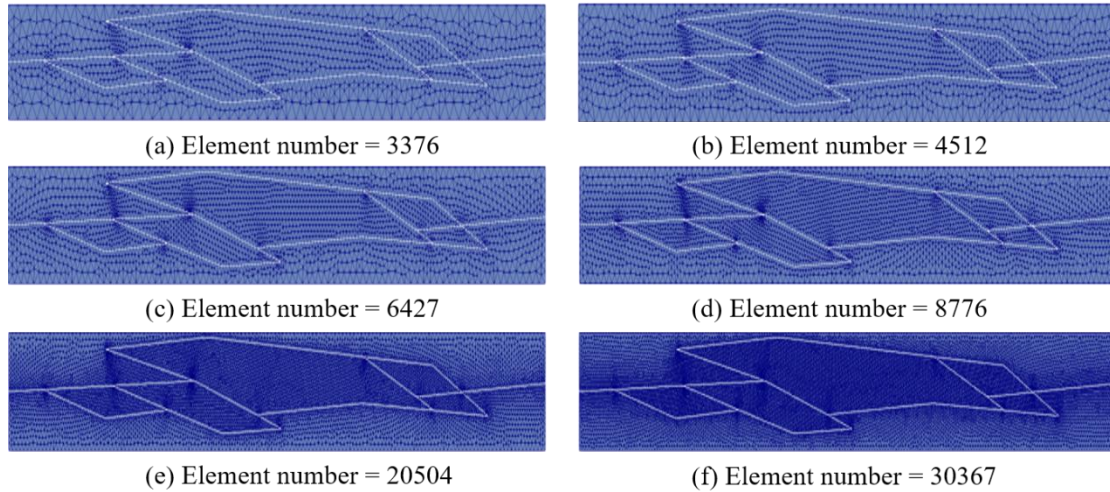 (a) Element number = 3376
(b) Element number = 4512
(c) Element number = 6427
(d) Element number = 8776
(e) Element number = 20504
(f) Element number = 30367